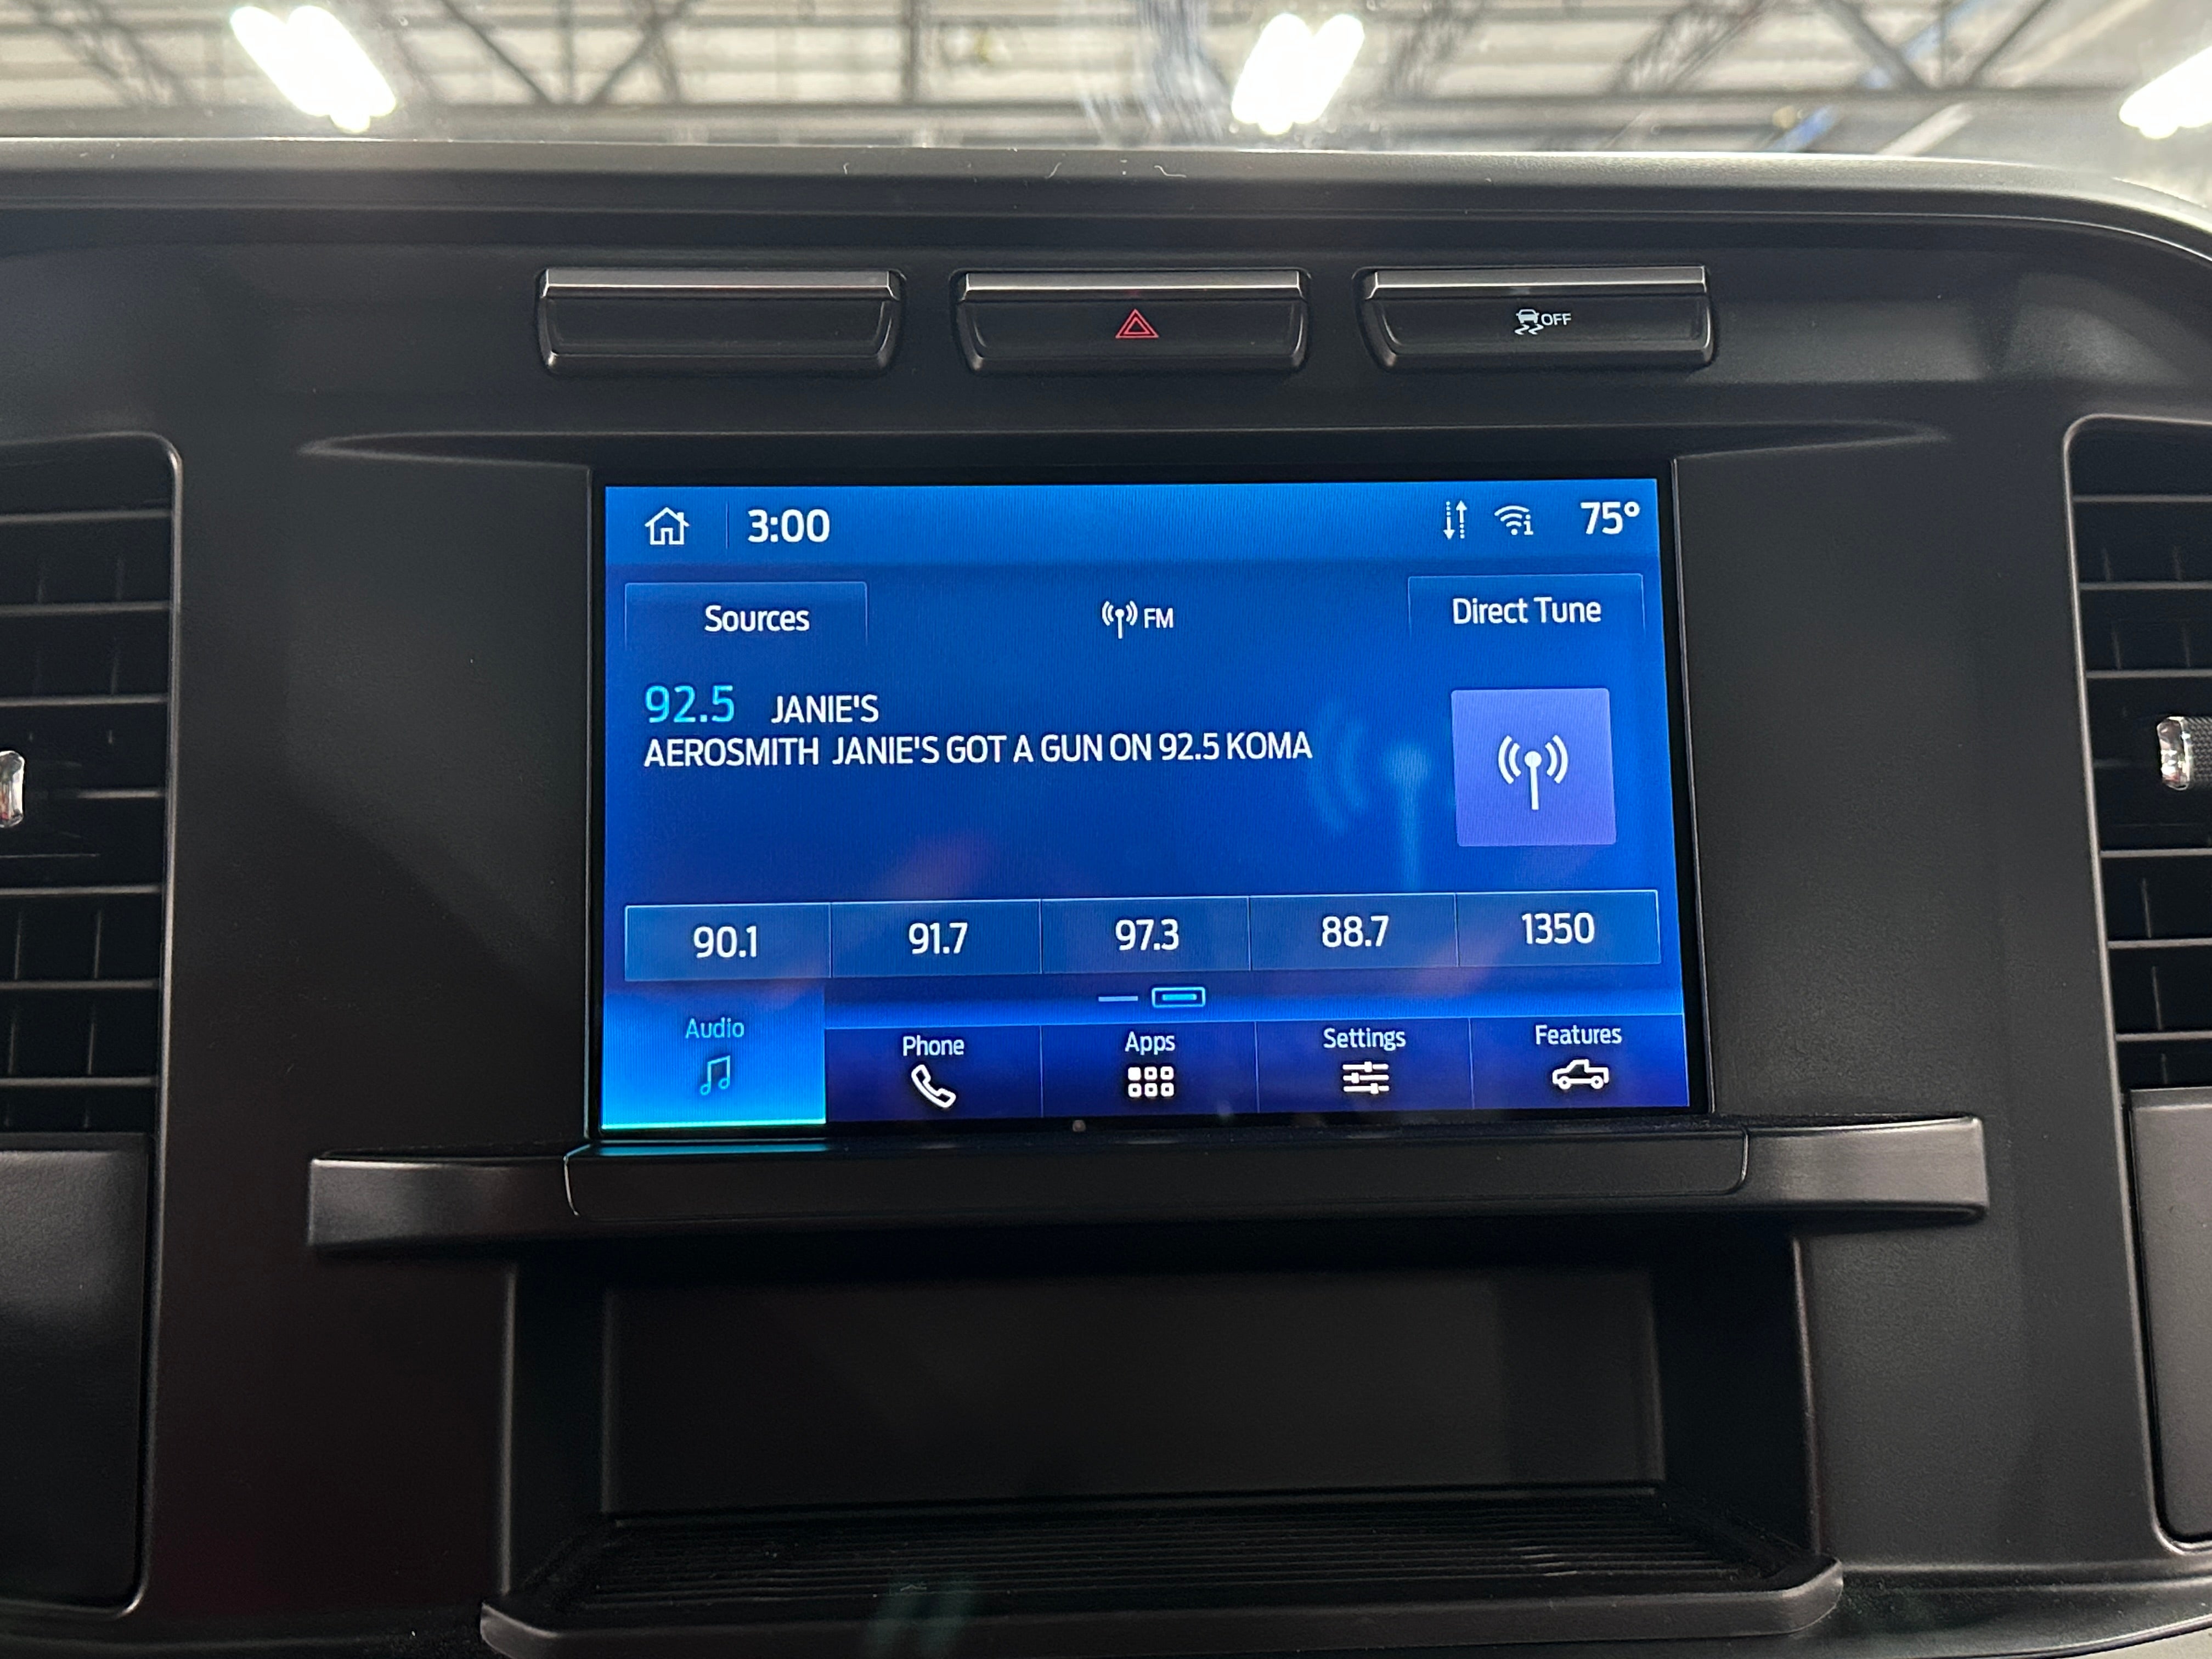 OFF
3:00
75°
Sources
FM
Direct Tune
92.5 JANIE'S
AEROSMITH JANIE'S GOT A GUN ON 92.5 KOMA
90.1
91.7
97.3
88.7
1350
Audio
Phone
Apps
Settings
Features